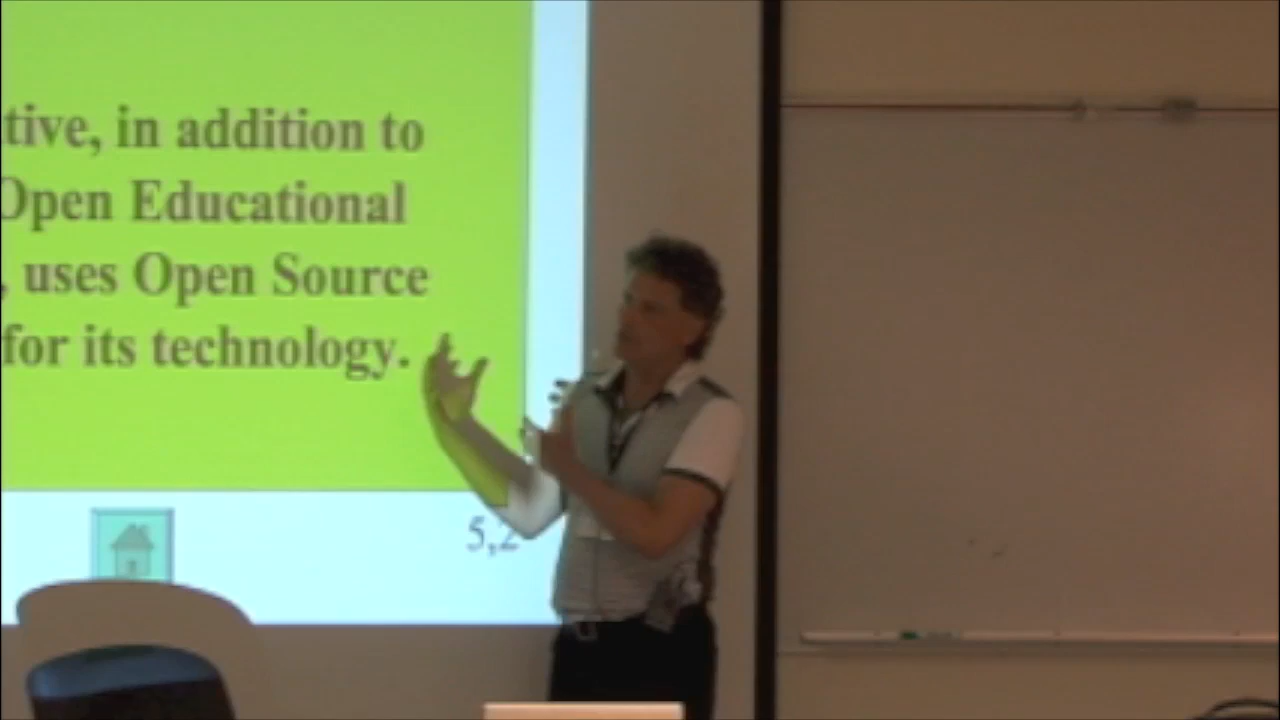 tive, in addition to
Open Educational
, uses Open Source
for its technology.
5,2